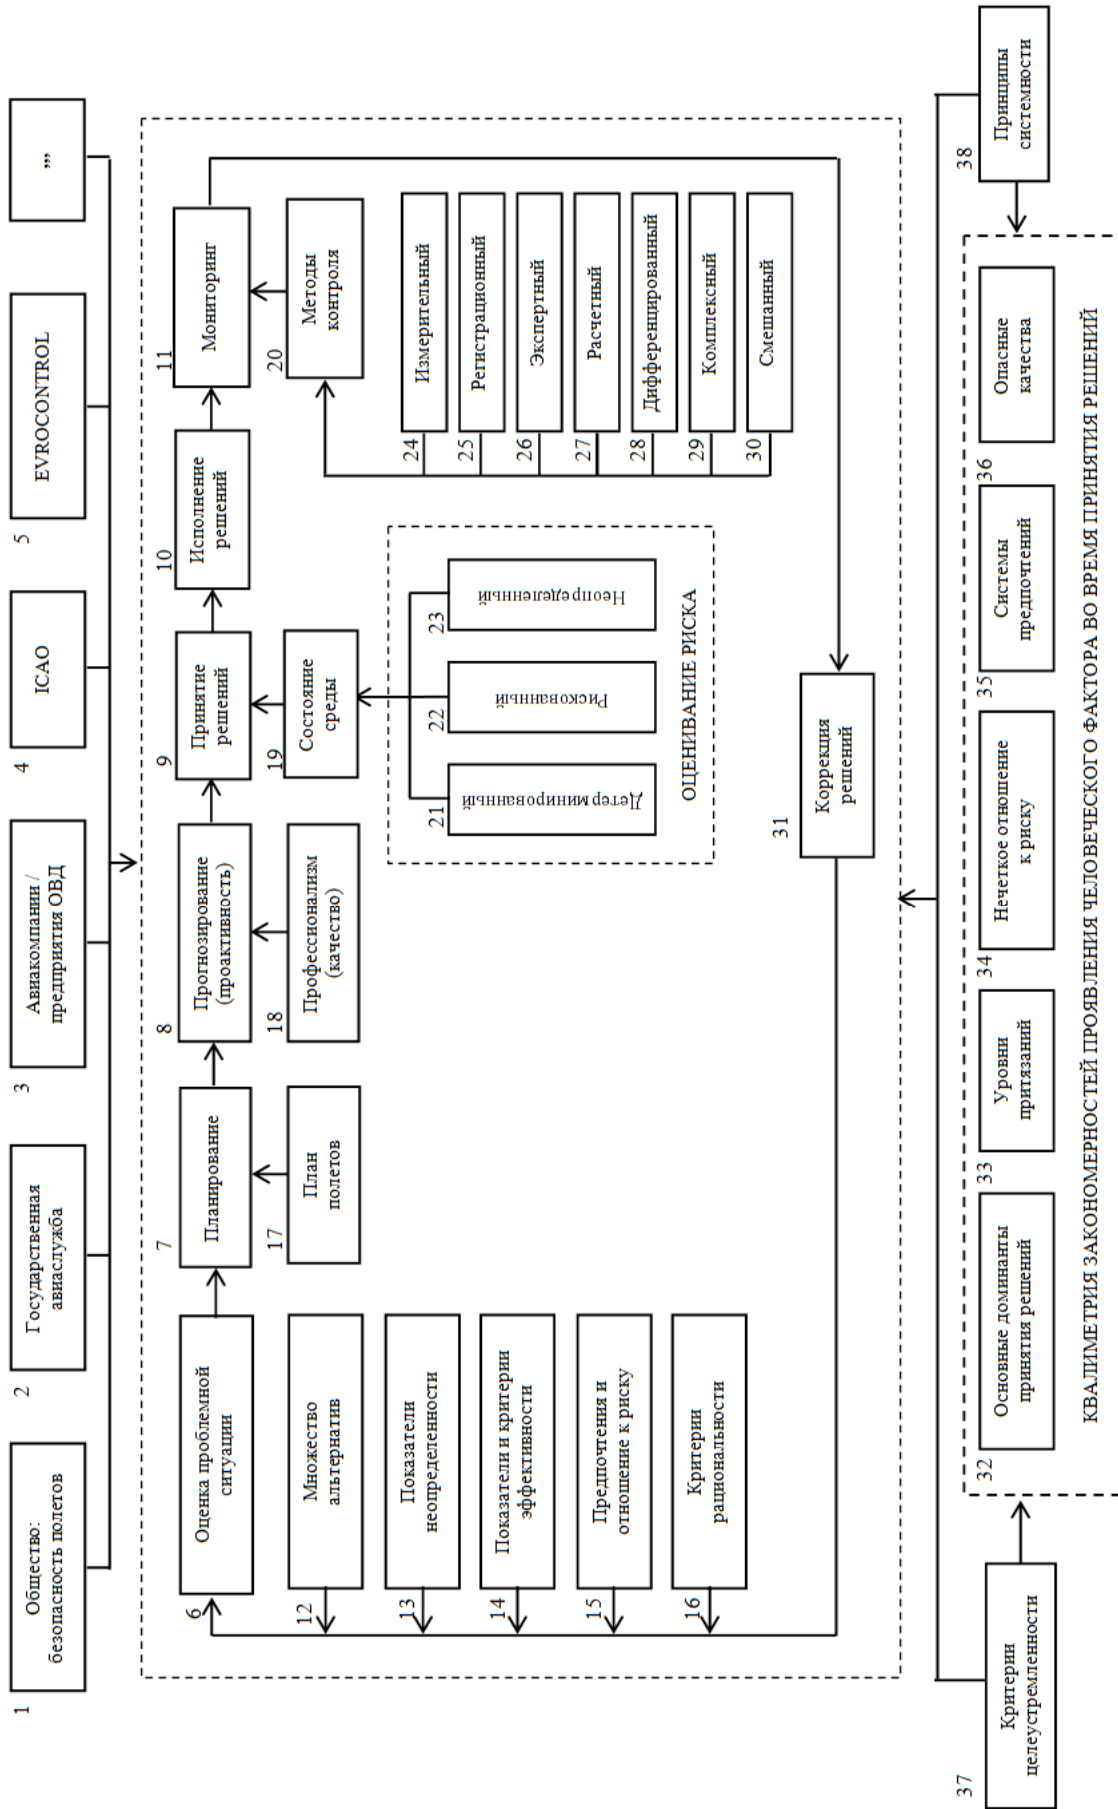 1
Общество:
безопасность полетов
2
Государственная
авиаслужба
3
Авиакомпании /
предприятия ОВД
4
ICAO
5
EVROCONTROL
,,,
6
Оценка проблемной
ситуации
7
Планирование
8
Прогнозирование
(проактивность)
9
Принятие
решений
10
Исполнение
решений
11
Мониторинг
12
Множество
альтернатив
13
Показатели
неопределенности
14
Показатели и критерии
эффективности
15
Предпочтения и
отношение к риску
16
Критерии
рациональности
17
План
полетов
18
Профессионализм
(качество)
19
Состояние
среды
20
Методы
контроля
21
Детерминированный
22
Рискованный
23
Неопределенный
ОЦЕНИВАНИЕ РИСКА
24
Измерительный
25
Регистрационный
26
Экспертный
27
Расчетный
28
Дифференцированный
29
Комплексный
30
Смешанный
31
Коррекция
решений
32
Основные доминанты
принятия решений
33
Уровни
притязаний
34
Нечеткое отношение
к риску
35
Системы
предпочтений
36
Опасные
качества
37
Критерии
целеустремленности
38
Принципы
системности
КВАЛИМЕТРИЯ ЗАКОНОМЕРНОСТЕЙ ПРОЯВЛЕНИЯ ЧЕЛОВЕЧЕСКОГО ФАКТОРА ВО ВРЕМЯ ПРИНЯТИЯ РЕШЕНИЙ